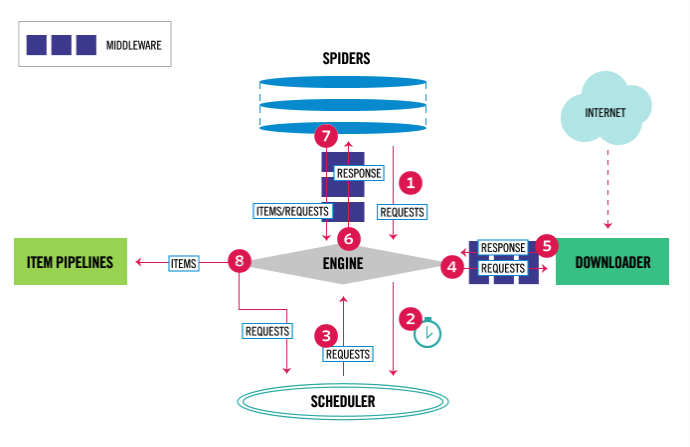 MIDDLEWARE
SPIDERS
INTERNET
7
RESPONSE
1
ITEMS/REQUESTS
REQUESTS
6
5
RESPONSE
ITEM PIPELINES
ITEMS
8
ENGINE
4
REQUESTS
DOWNLOADER
2
REQUESTS
3
REQUESTS
SCHEDULER